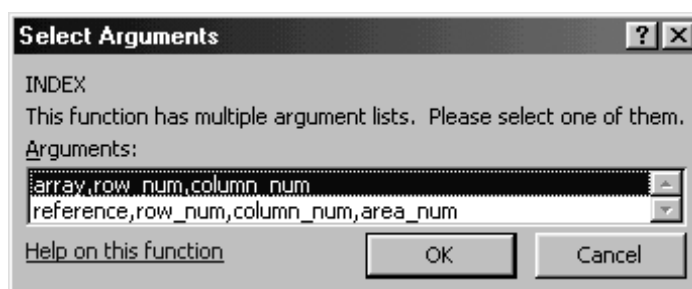 Select Arguments
INDEX
This function has multiple argument lists.  Please select one of them.
Arguments:
array,row_num,column_num
reference,row_num,column_num,area_num
Help on this function
OK
Cancel